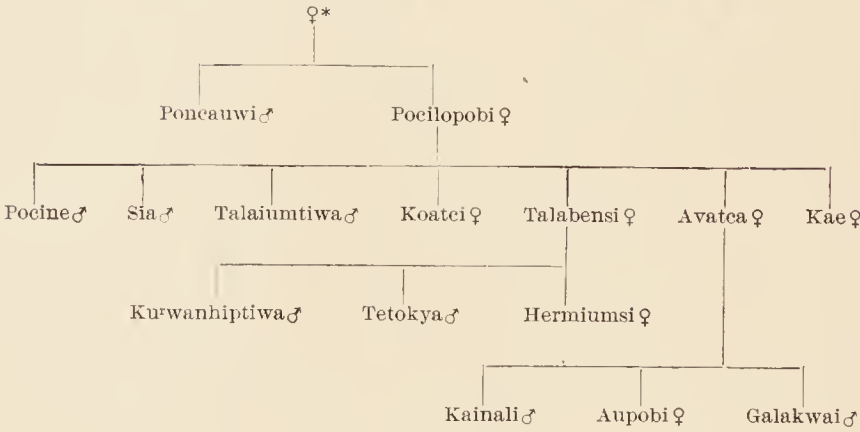 ♀*
Poncauwi♂ Pocilopobi♀
Pocine♂ Sia♂ Talaiumtiwa♂ Koatci♀ Talabensi♀ Avatca♀ Kae♀
Kuʳwanhiptiwa♂ Tetokya♂ Hermiumsi♀
Kainali♂ Aupobi♀ Galakwai♂